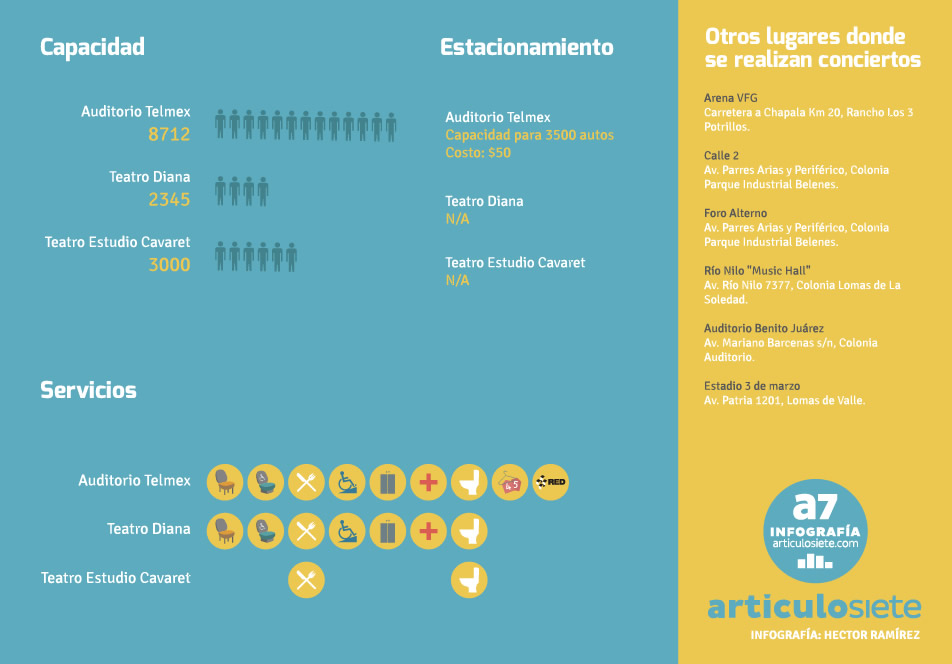 Capacidad
Auditorio Telmex
8712
Teatro Diana
2345
Teatro Estudio Cavaret
3000
Estacionamiento
Auditorio Telmex
Capacidad para 3500 autos
Costo: $50
Teatro Diana
N/A
Teatro Estudio Cavaret
N/A
Servicios
Auditorio Telmex
45
RED
Teatro Diana
Teatro Estudio Cavaret
Otros lugares donde
se realizan conciertos
Arena VFG
Carretera a Chapala Km 20, Rancho Los 3
Potrillos.
Calle 2
Av. Parres Arias y Periférico, Colonia
Parque Industrial Belenes.
Foro Alterno
Av. Parres Arias y Periférico, Colonia
Parque Industrial Belenes.
Río Nilo "Music Hall"
Av. Río Nilo 7377, Colonia Lomas de La
Soledad.
Auditorio Benito Juárez
Av. Mariano Barcenas s/n, Colonia
Auditorio.
Estadio 3 de marzo
Av. Patria 1201, Lomas de Valle.
a7
INFOGRAFÍA
articulosiete.com
articulosiete
INFOGRAFÍA: HECTOR RAMÍREZ